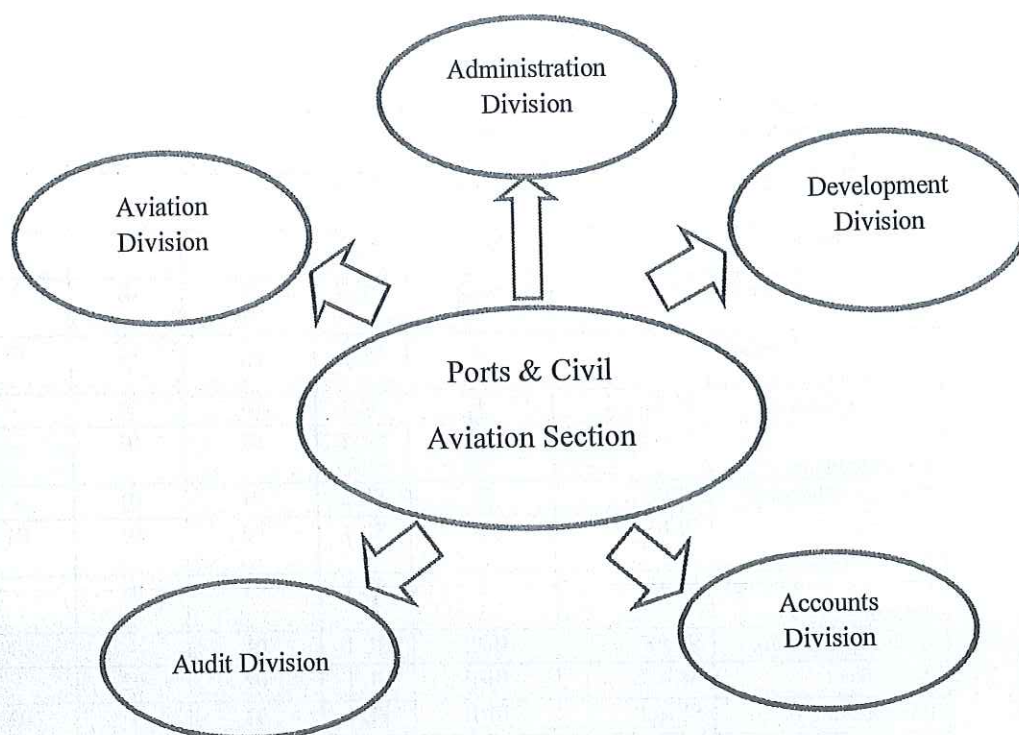 Administration
Division
Aviation
Division
Development
Division
Ports & Civil
Aviation Section
Audit Division
Accounts
Division